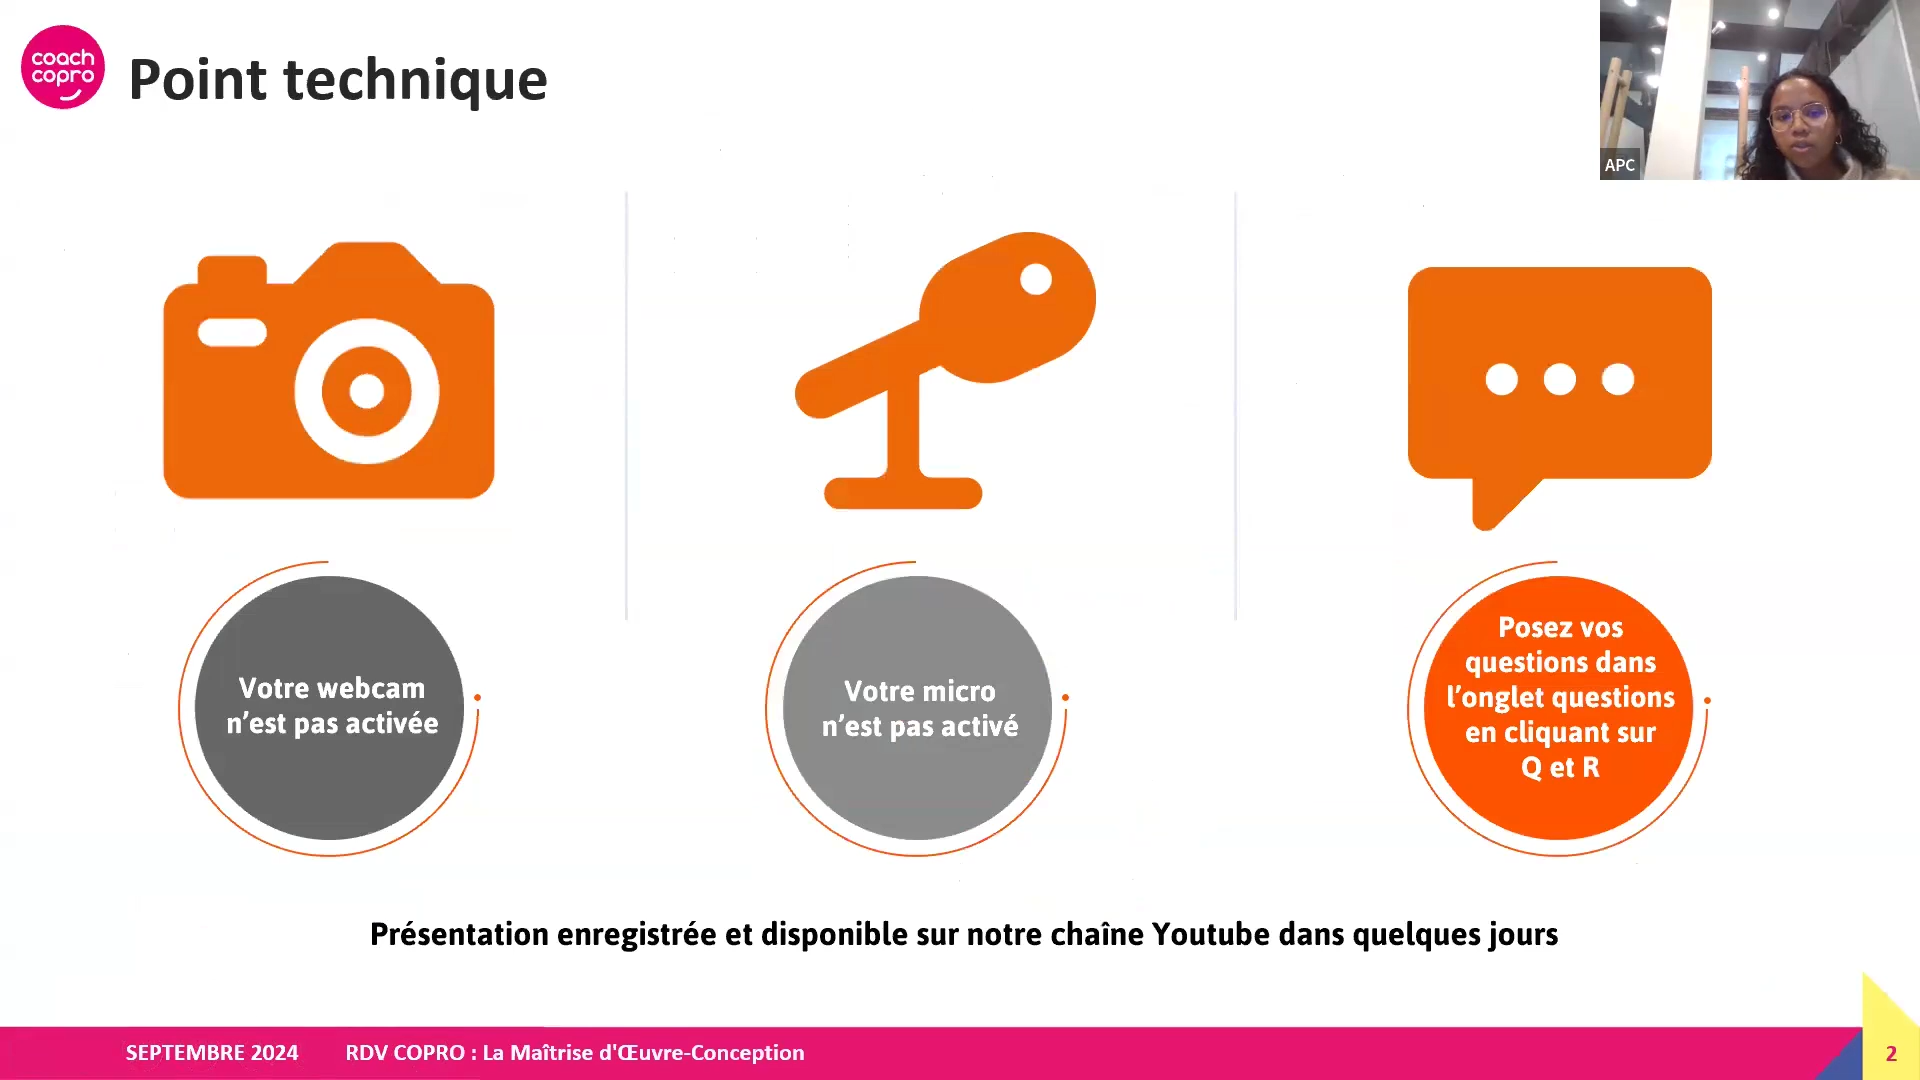 coach
copro
Point technique
APC
Votre webcam
n’est pas activée
Votre micro
n’est pas activé
Posez vos
questions dans
l’onglet questions
en cliquant sur
Q et R
Présentation enregistrée et disponible sur notre chaîne Youtube dans quelques jours
SEPTEMBRE 2024 RDV COPRO : La Maîtrise d'Œuvre-Conception
2